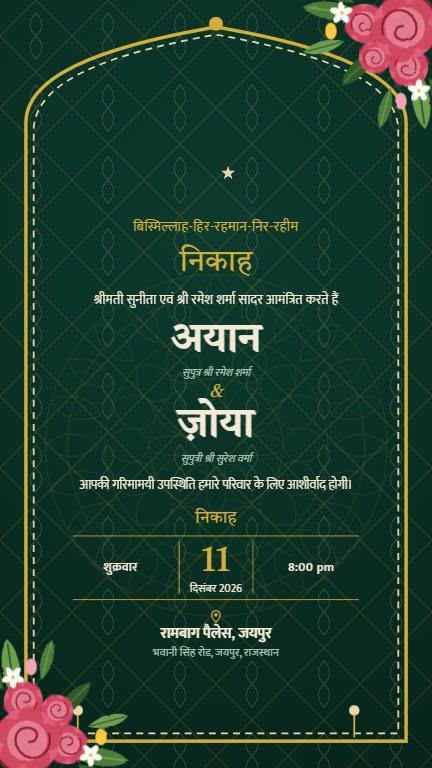 बिस्मिल्लाह-हिर-रहमान-निर-रहीम
निकाह
श्रीमती सुनीता एवं श्री रमेश शर्मा सादर आमंत्रित करते हैं
अयान
सुपुत्र श्री रमेश शर्मा
&
ज़ोया
सुपुत्री श्री सुरेश वर्मा
आपकी गरिमामयी उपस्थिति हमारे परिवार के लिए आशीर्वाद होगी।
निकाह
शुक्रवार 11 8:00 pm
दिसंबर 2026
रामबाग पैलेस, जयपुर
भवानी सिंह रोड, जयपुर, राजस्थान